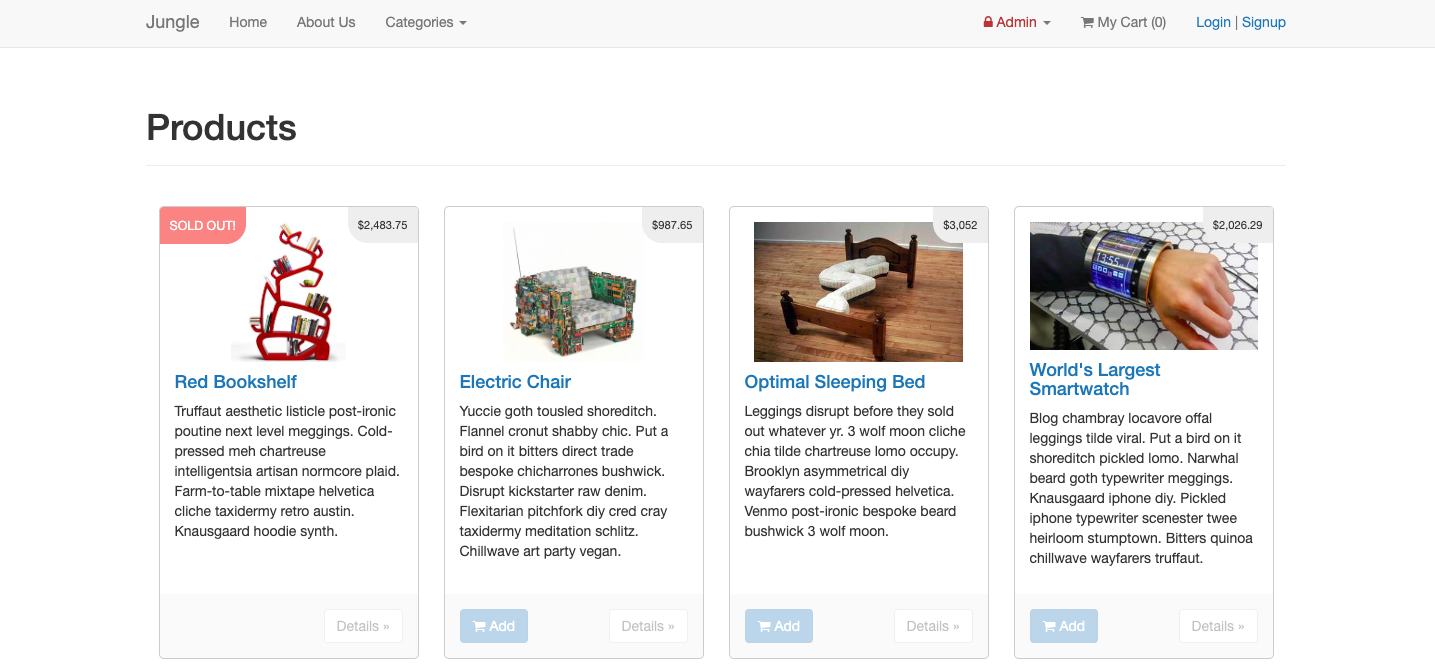 Jungle Home About Us Categories Admin My Cart (0) Login | Signup
Products
SOLD OUT! $2,483.75
Red Bookshelf
Truffaut aesthetic listicle post-ironic
poutine next level meggings. Cold-
pressed meh chartreuse
intelligentsia artisan normcore plaid.
Farm-to-table mixtape helvetica
cliche taxidermy retro austin.
Knausgaard hoodie synth.
Details »
$987.65
Electric Chair
Yuccie goth tousled shoreditch.
Flannel cronut shabby chic. Put a
bird on it bitters direct trade
bespoke chicharrones bushwick.
Disrupt kickstarter raw denim.
Flexitarian pitchfork diy cred cray
taxidermy meditation schlitz.
Chillwave art party vegan.
Add Details »
$3,052
Optimal Sleeping Bed
Leggings disrupt before they sold
out whatever yr. 3 wolf moon cliche
chia tilde chartreuse lomo occupy.
Brooklyn asymmetrical diy
wayfarers cold-pressed helvetica.
Venmo post-ironic bespoke beard
bushwick 3 wolf moon.
Add Details »
$2,026.29
13:55
World's Largest
Smartwatch
Blog chambray locavore offal
leggings tilde viral. Put a bird on it
shoreditch pickled lomo. Narwhal
beard goth typewriter meggings.
Knausgaard iphone diy. Pickled
iphone typewriter scenester twee
heirloom stumptown. Bitters quinoa
chillwave wayfarers truffaut.
Add Details »